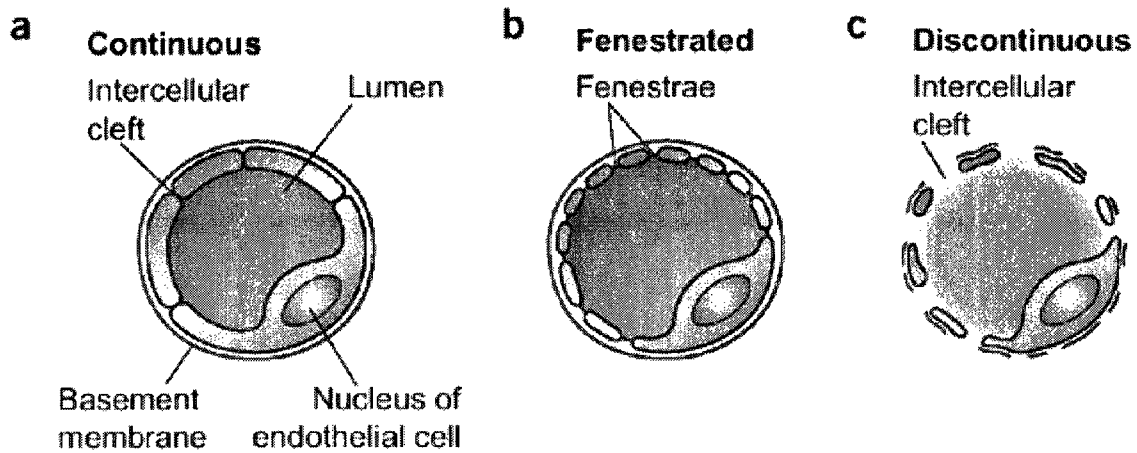 a
Continuous
Intercellular
cleft
Lumen
Basement
membrane
Nucleus of
endothelial cell
b
Fenestrated
Fenestrae
c
Discontinuous
Intercellular
cleft